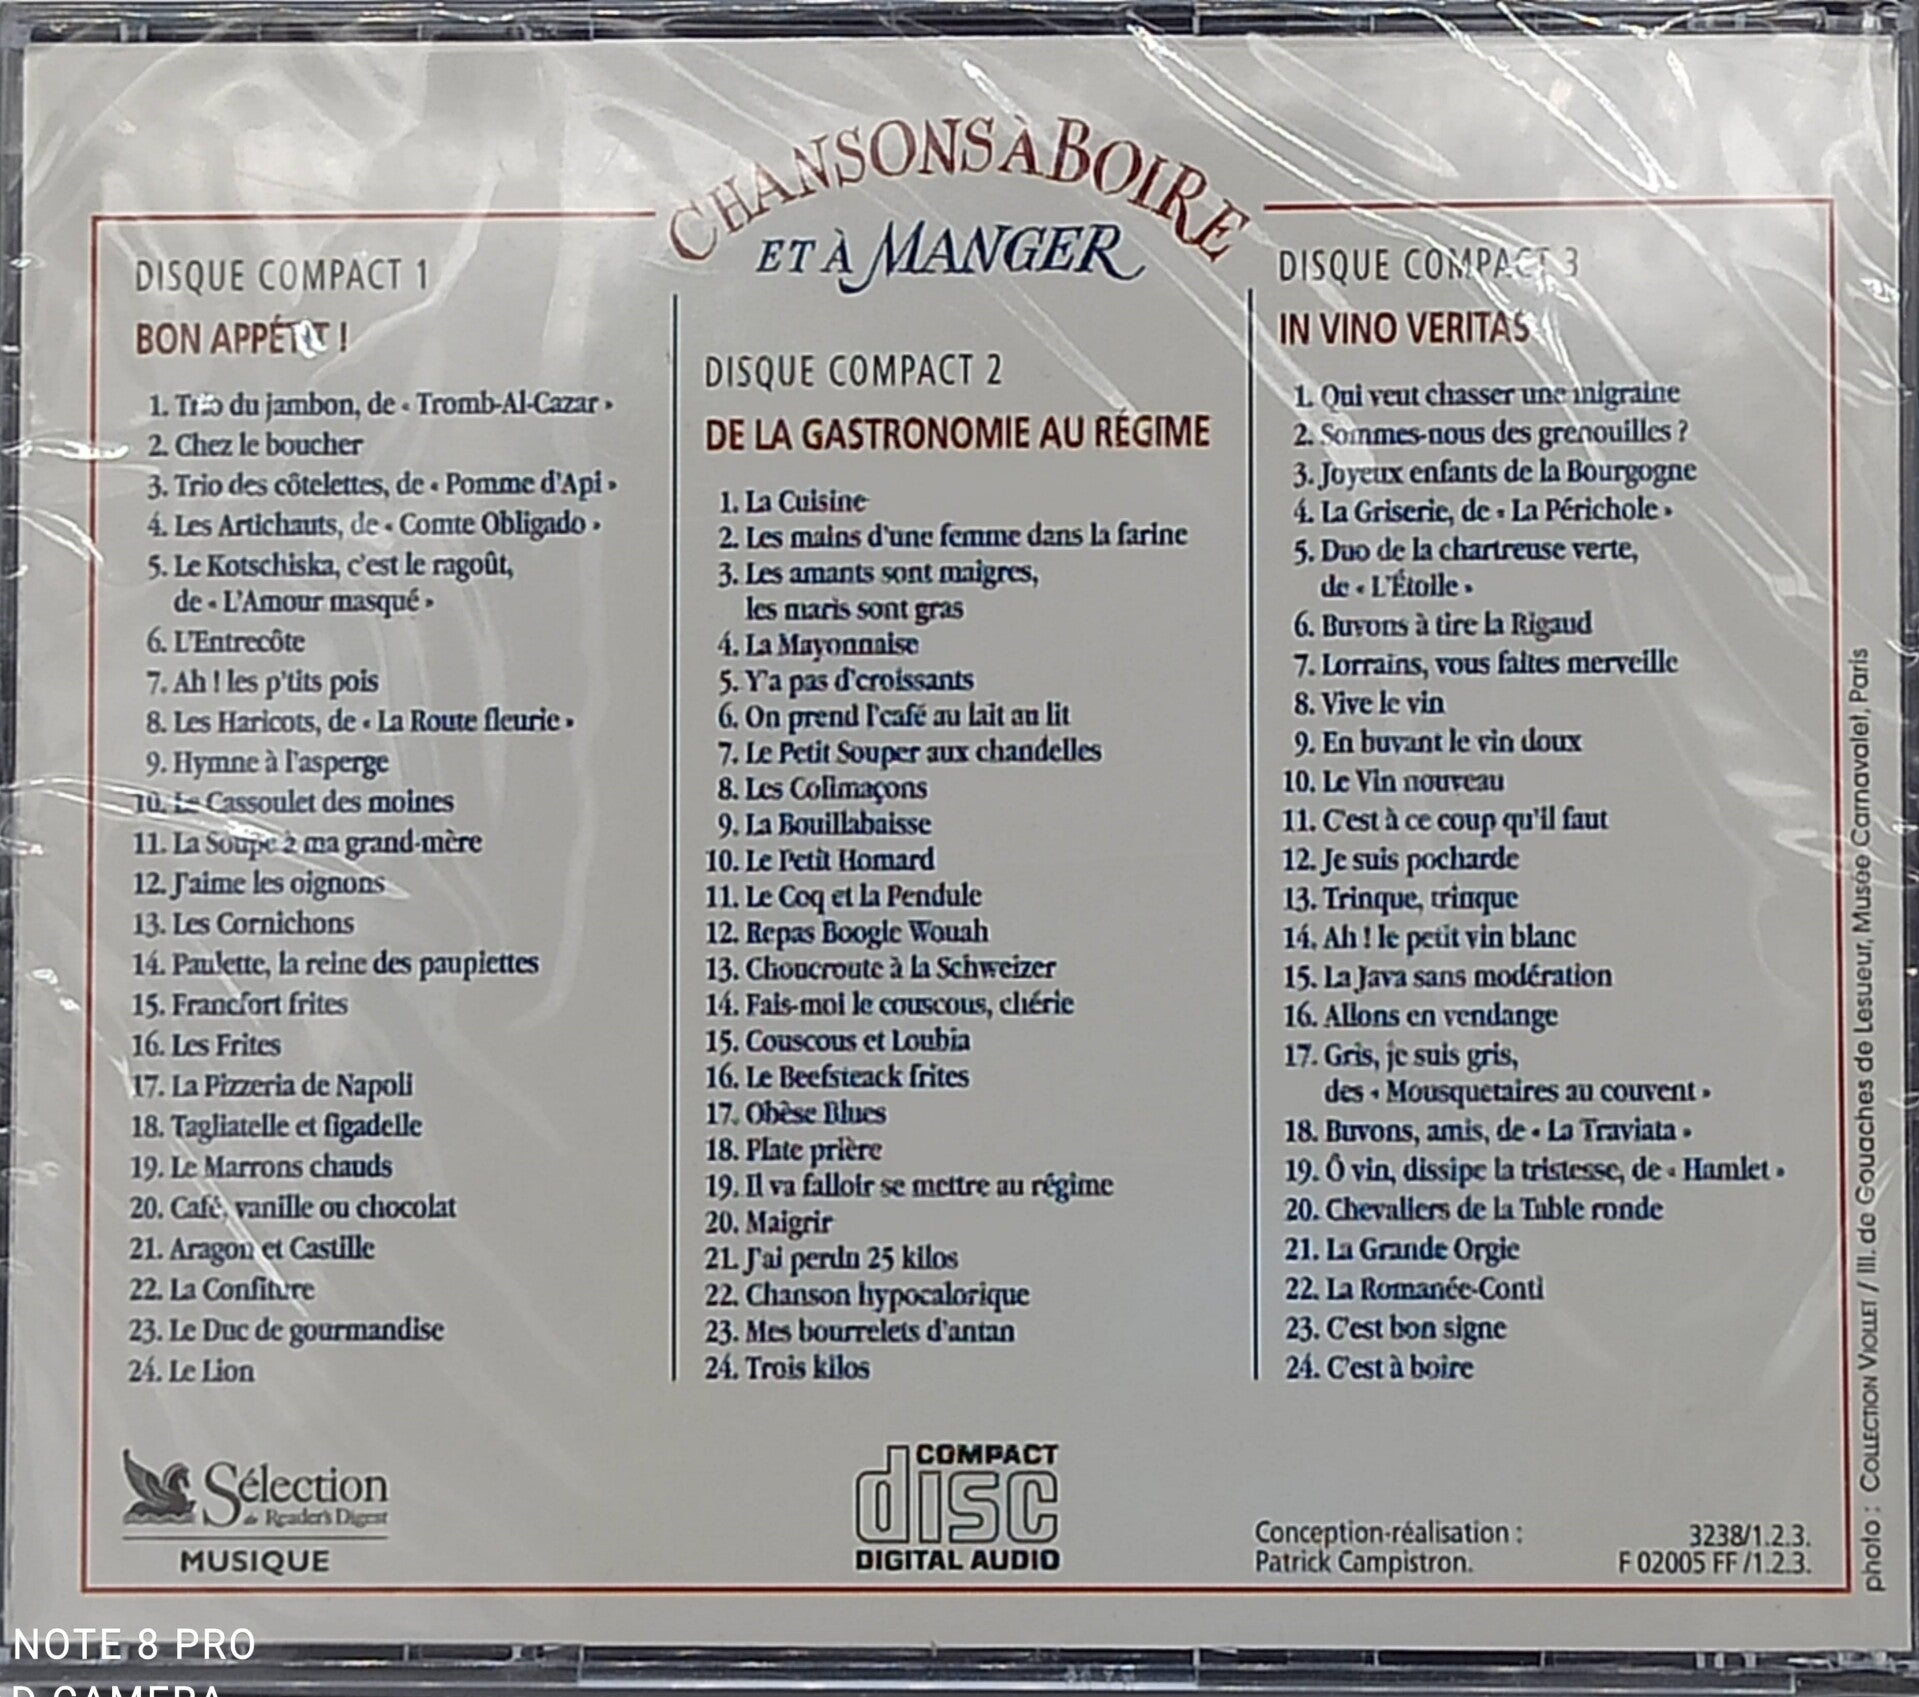 CHANSONS À BOIRE
ET À MANGER
DISQUE COMPACT 1
BON APPÉTIT !
1. Trio du jambon, de « Tromb-Al-Cazar »
2. Chez le boucher
3. Trio des côtelettes, de « Pomme d'Api »
4. Les Artichauts, de « Comte Obligado »
5. Le Kotschiska, c'est le ragoût,
de « L'Amour masqué »
6. L'Entrecôte
7. Ah ! les p'tits pois
8. Les Haricots, de « La Route fleurie »
9. Hymne à l'asperge
10. Le Cassoulet des moines
11. La Soupe à ma grand-mère
12. J'aime les oignons
13. Les Cornichons
14. Paulette, la reine des paupiettes
15. Francfort frites
16. Les Frites
17. La Pizzeria de Napoli
18. Tagliatelle et figadelle
19. Le Marrons chauds
20. Café, vanille ou chocolat
21. Aragon et Castille
22. La Confiture
23. Le Duc de gourmandise
24. Le Lion
DISQUE COMPACT 2
DE LA GASTRONOMIE AU RÉGIME
1. La Cuisine
2. Les mains d'une femme dans la farine
3. Les amants sont maigres,
les maris sont gras
4. La Mayonnaise
5. Y'a pas d'croissants
6. On prend l'café au lait au lit
7. Le Petit Souper aux chandelles
8. Les Colimaçons
9. La Bouillabaisse
10. Le Petit Homard
11. Le Coq et la Pendule
12. Repas Boogie Wouah
13. Choucroute à la Schweizer
14. Fais-moi le couscous, chérie
15. Couscous et Loubia
16. Le Beefsteack frites
17. Obèse Blues
18. Plate prière
19. Il va falloir se mettre au régime
20. Maigrir
21. J'ai perdu 25 kilos
22. Chanson hypocalorique
23. Mes bourrelets d'antan
24. Trois kilos
DISQUE COMPACT 3
IN VINO VERITAS
1. Qui veut chasser une migraine
2. Sommes-nous des grenouilles ?
3. Joyeux enfants de la Bourgogne
4. La Griserie, de « La Périchole »
5. Duo de la chartreuse verte,
de « L'Étoile »
6. Buvons à tire la Rigaud
7. Lorrains, vous faites merveille
8. Vive le vin
9. En buvant le vin doux
10. Le Vin nouveau
11. C'est à ce coup qu'il faut
12. Je suis pocharde
13. Trinque, trinque
14. Ah ! le petit vin blanc
15. La Java sans modération
16. Allons en vendange
17. Gris, je suis gris,
des « Mousquetaires au couvent »
18. Buvons, amis, de « La Traviata »
19. Ô vin, dissipe la tristesse, de « Hamlet »
20. Chevaliers de la Table ronde
21. La Grande Orgie
22. La Romanée-Conti
23. C'est bon signe
24. C'est à boire
Sélection
du Reader's Digest
MUSIQUE
COMPACT
disc
DIGITAL AUDIO
Conception-réalisation :
Patrick Campistron.
3238/1.2.3.
F 02005 FF /1.2.3.
photo : COLLECTION VIOLLET / Ill. de Gouaches de Lesueur, Musée Carnavalet, Paris
NOTE 8 PRO
D CAMERA